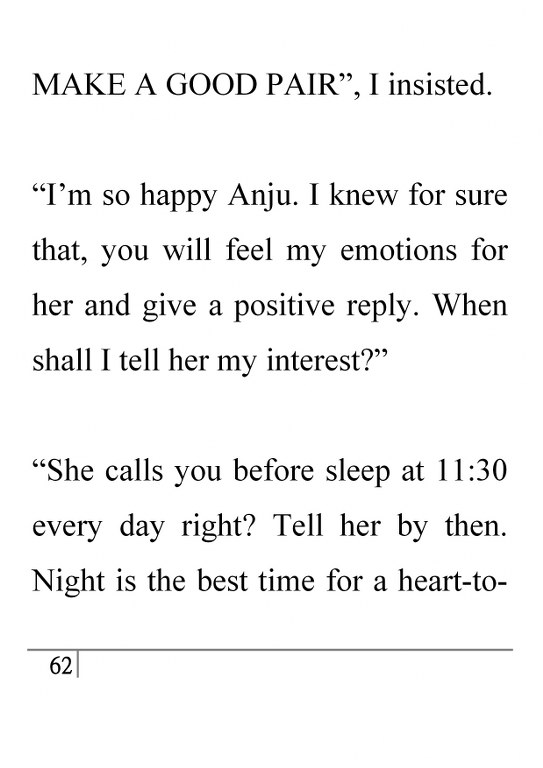 MAKE A GOOD PAIR”, I insisted.
“I’m so happy Anju. I knew for sure
that, you will feel my emotions for
her and give a positive reply. When
shall I tell her my interest?”
“She calls you before sleep at 11:30
every day right? Tell her by then.
Night is the best time for a heart-to-
62